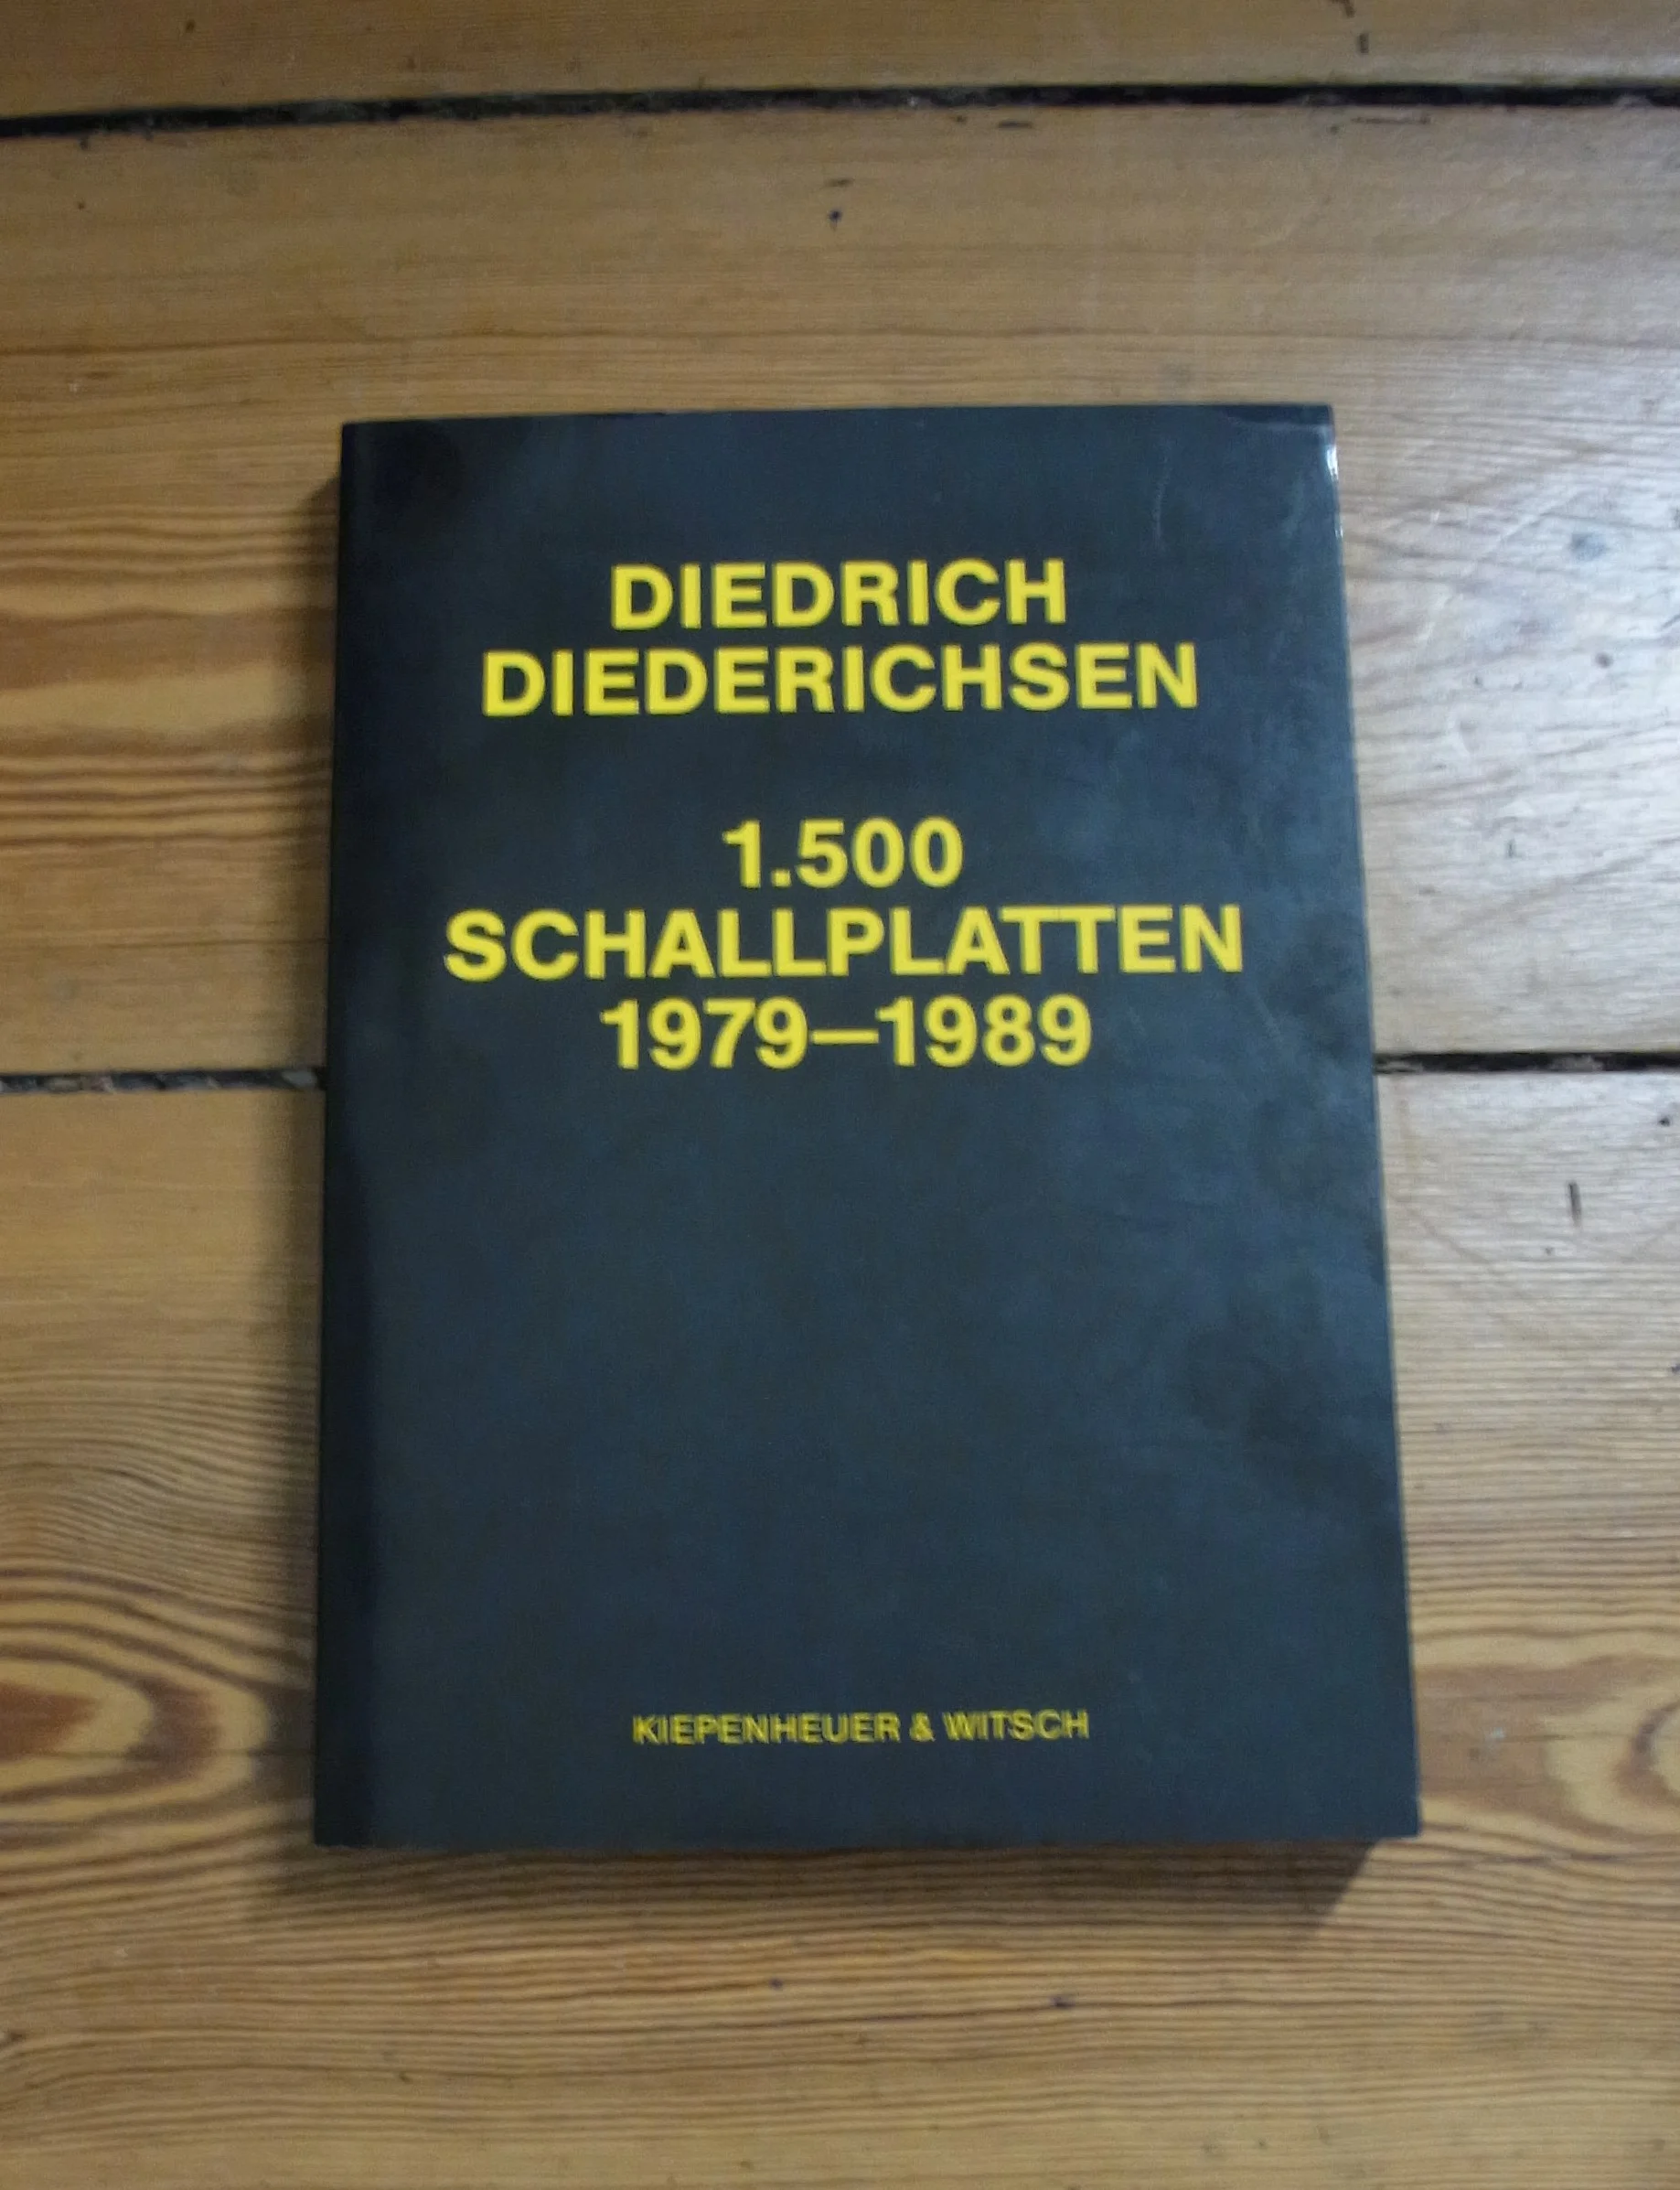 DIEDRICH
DIEDERICHSEN
1.500
SCHALLPLATTEN
1979–1989
KIEPENHEUER & WITSCH